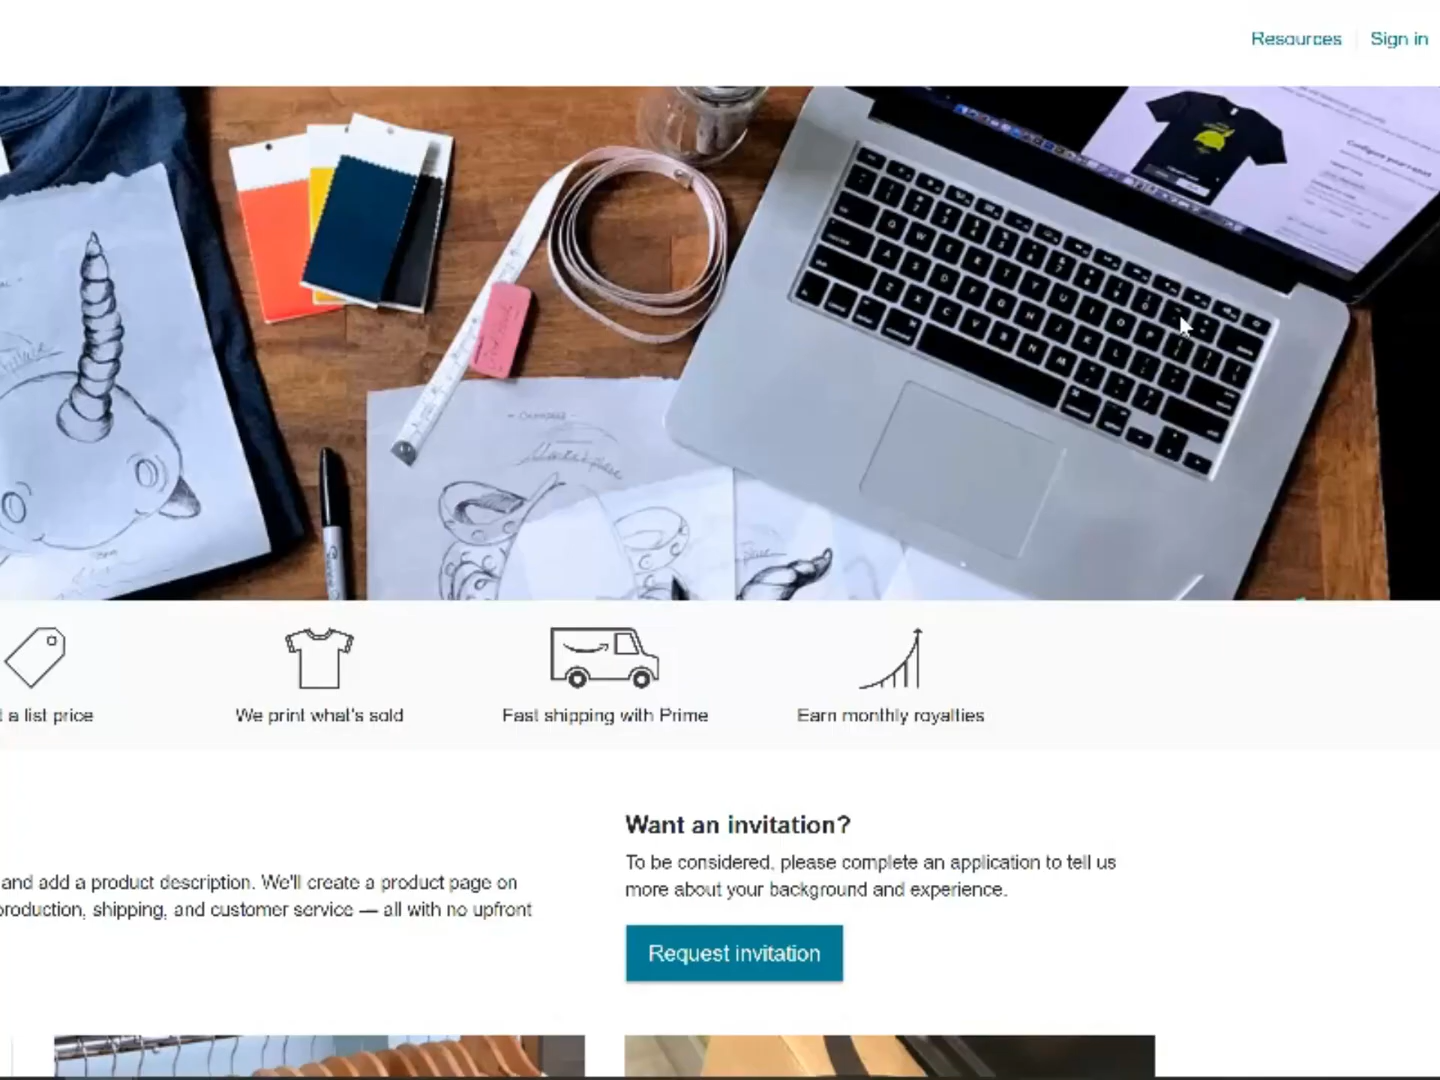 Resources
Sign in
t a list price
We print what's sold
Fast shipping with Prime
Earn monthly royalties
Want an invitation?
To be considered, please complete an application to tell us
more about your background and experience.
and add a product description. We'll create a product page on
production, shipping, and customer service — all with no upfront
Request invitation